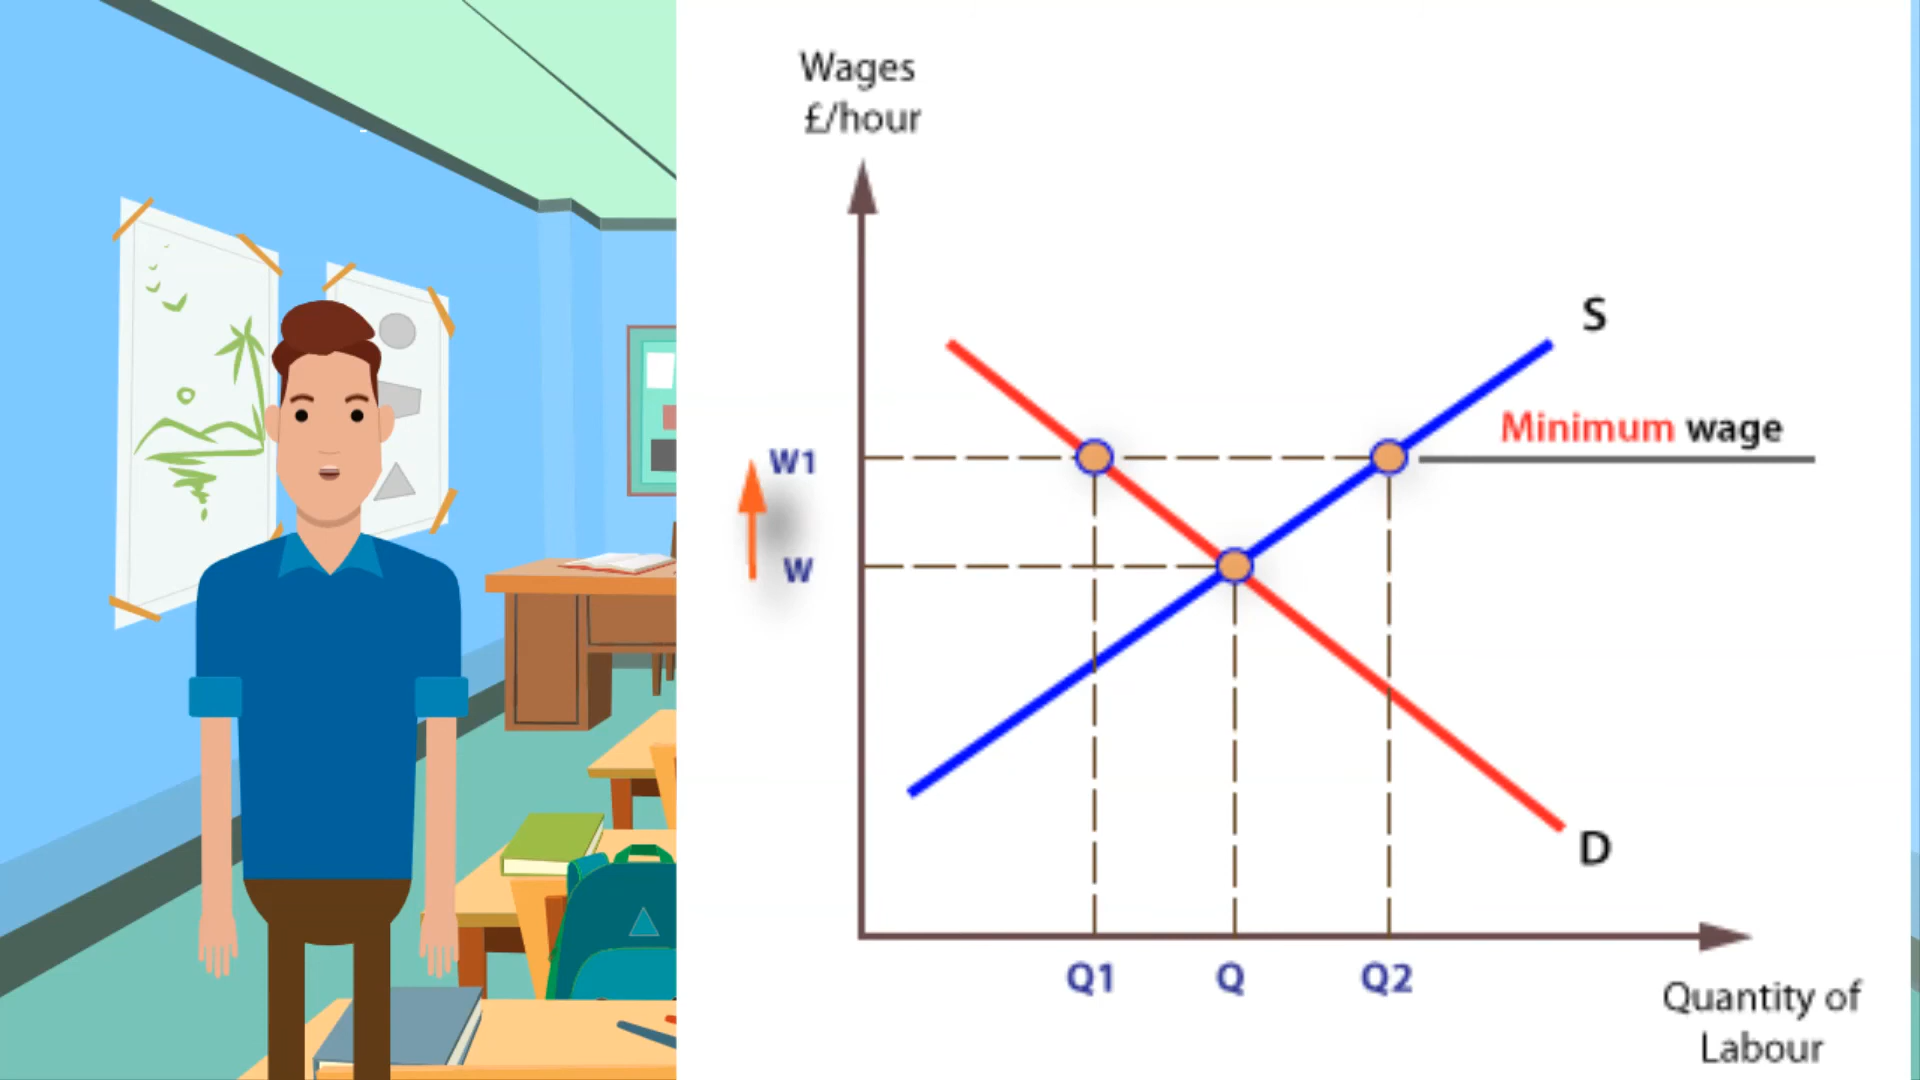 Wages
£/hour
S
Minimum wage
W1
W
D
Q1 Q Q2
Quantity of
Labour